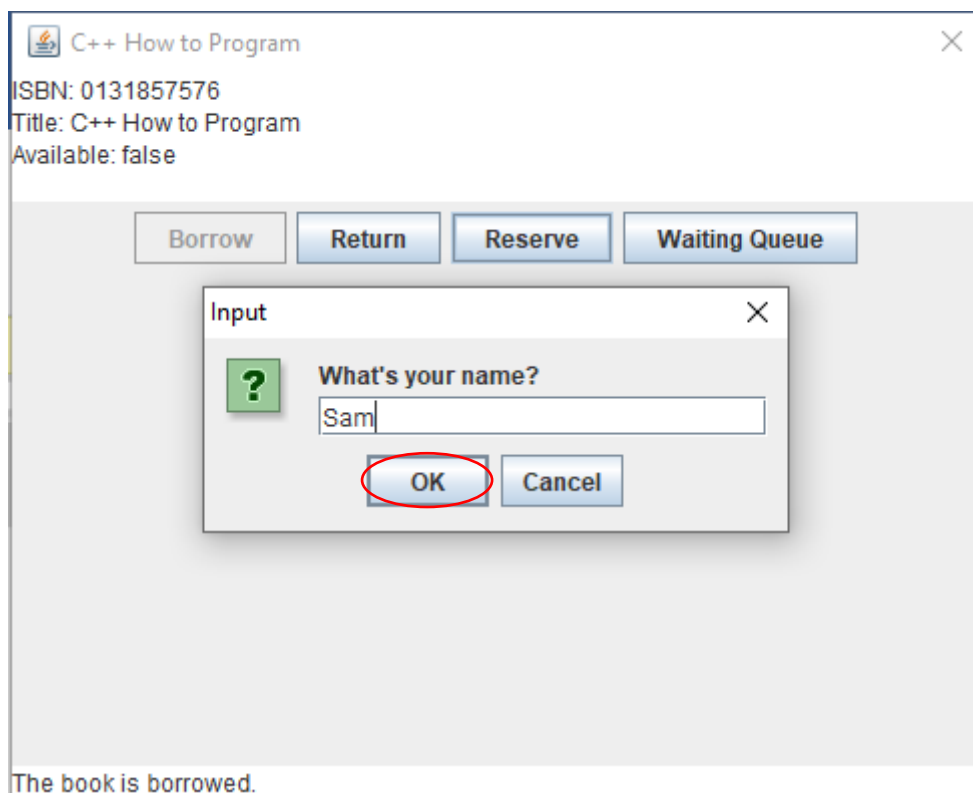 C++ How to Program
ISBN: 0131857576
Title: C++ How to Program
Available: false
Borrow Return Reserve Waiting Queue
Input
? What's your name?
Sam
OK Cancel
The book is borrowed.